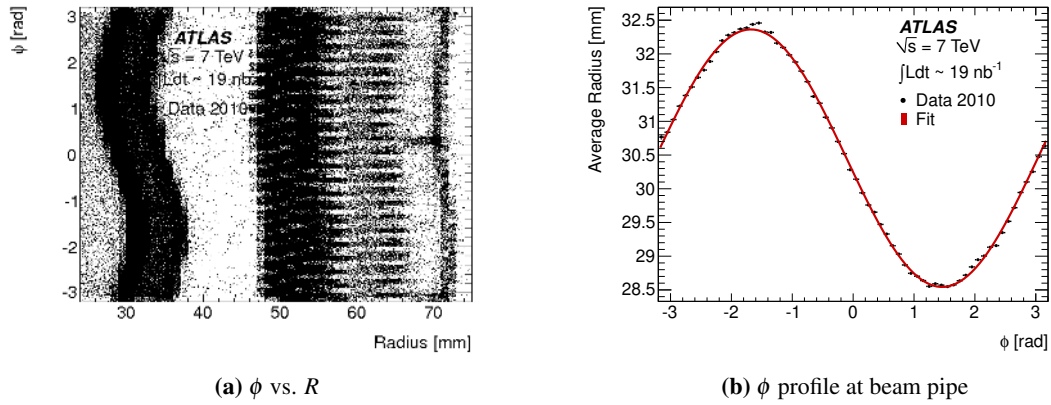 ϕ [rad]
3
2
1
0
-1
-2
-3
ATLAS
√s = 7 TeV
∫Ldt ~ 19 nb⁻
Data 2010
30 40 50 60 70
Radius [mm]
(a) ϕ vs. R
Average Radius [mm]
32.5
32
31.5
31
30.5
30
29.5
29
28.5
ATLAS
√s = 7 TeV
∫Ldt ~ 19 nb⁻¹
Data 2010
Fit
-3 -2 -1 0 1 2 3
ϕ [rad]
(b) ϕ profile at beam pipe